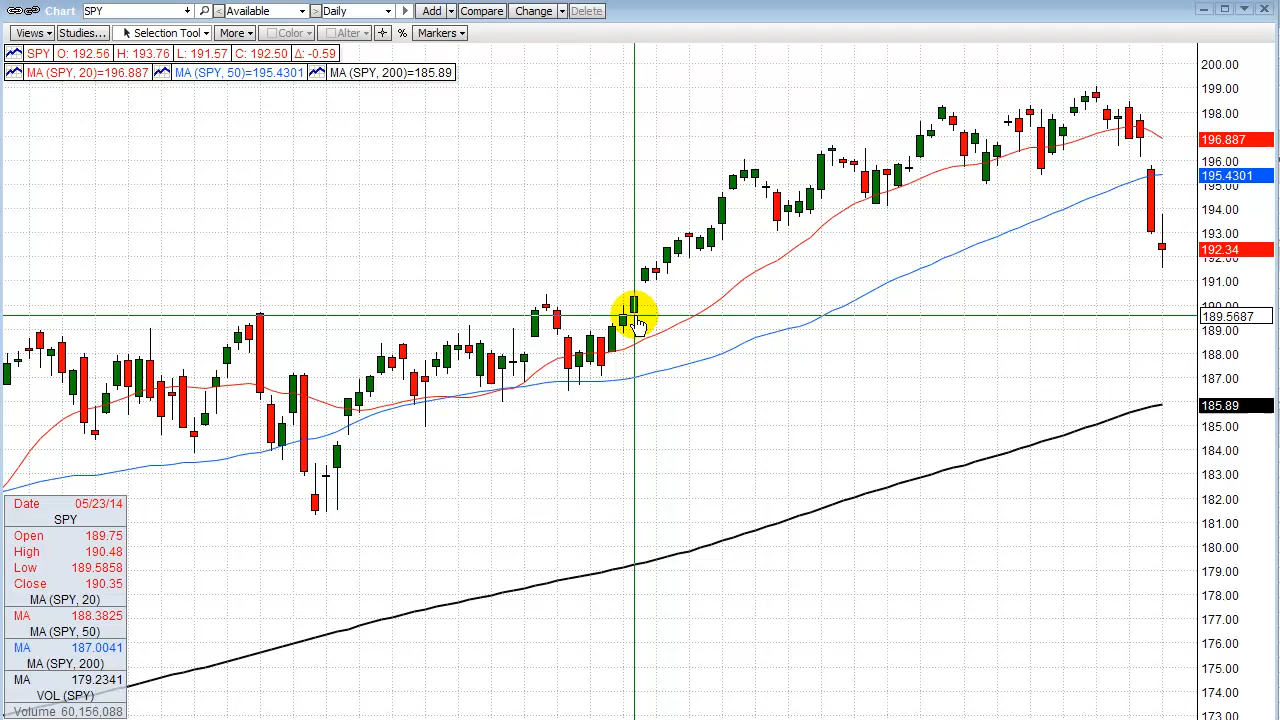 Chart SPY Available Daily Add Compare Change Delete
Views Studies... Selection Tool More Color Alter % Markers
SPY O: 192.56 H: 193.76 L: 191.57 C: 192.50 Δ: -0.59
MA (SPY, 20)=196.887 MA (SPY, 50)=195.4301 MA (SPY, 200)=185.89
200.00
199.00
198.00
196.887
196.00
195.4301
195.00
194.00
193.00
192.34
192.00
191.00
190.00
189.5687
189.00
188.00
187.00
185.89
185.00
184.00
183.00
182.00
181.00
180.00
179.00
178.00
177.00
176.00
175.00
174.00
173.00
Date 05/23/14
SPY
Open 189.75
High 190.48
Low 189.5858
Close 190.35
MA (SPY, 20)
MA 188.3825
MA (SPY, 50)
MA 187.0041
MA (SPY, 200)
MA 179.2341
VOL (SPY)
Volume 60,156,088